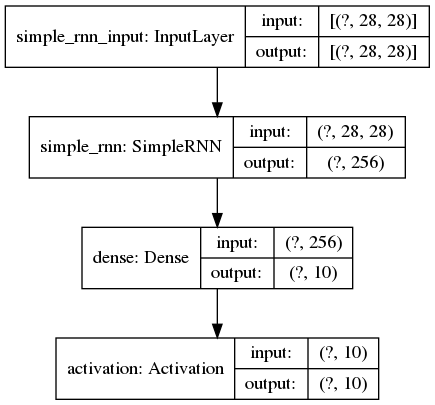 simple_rnn_input: InputLayer
input: [(?, 28, 28)]
output: [(?, 28, 28)]
simple_rnn: SimpleRNN
input: (?, 28, 28)
output: (?, 256)
dense: Dense
input: (?, 256)
output: (?, 10)
activation: Activation
input: (?, 10)
output: (?, 10)